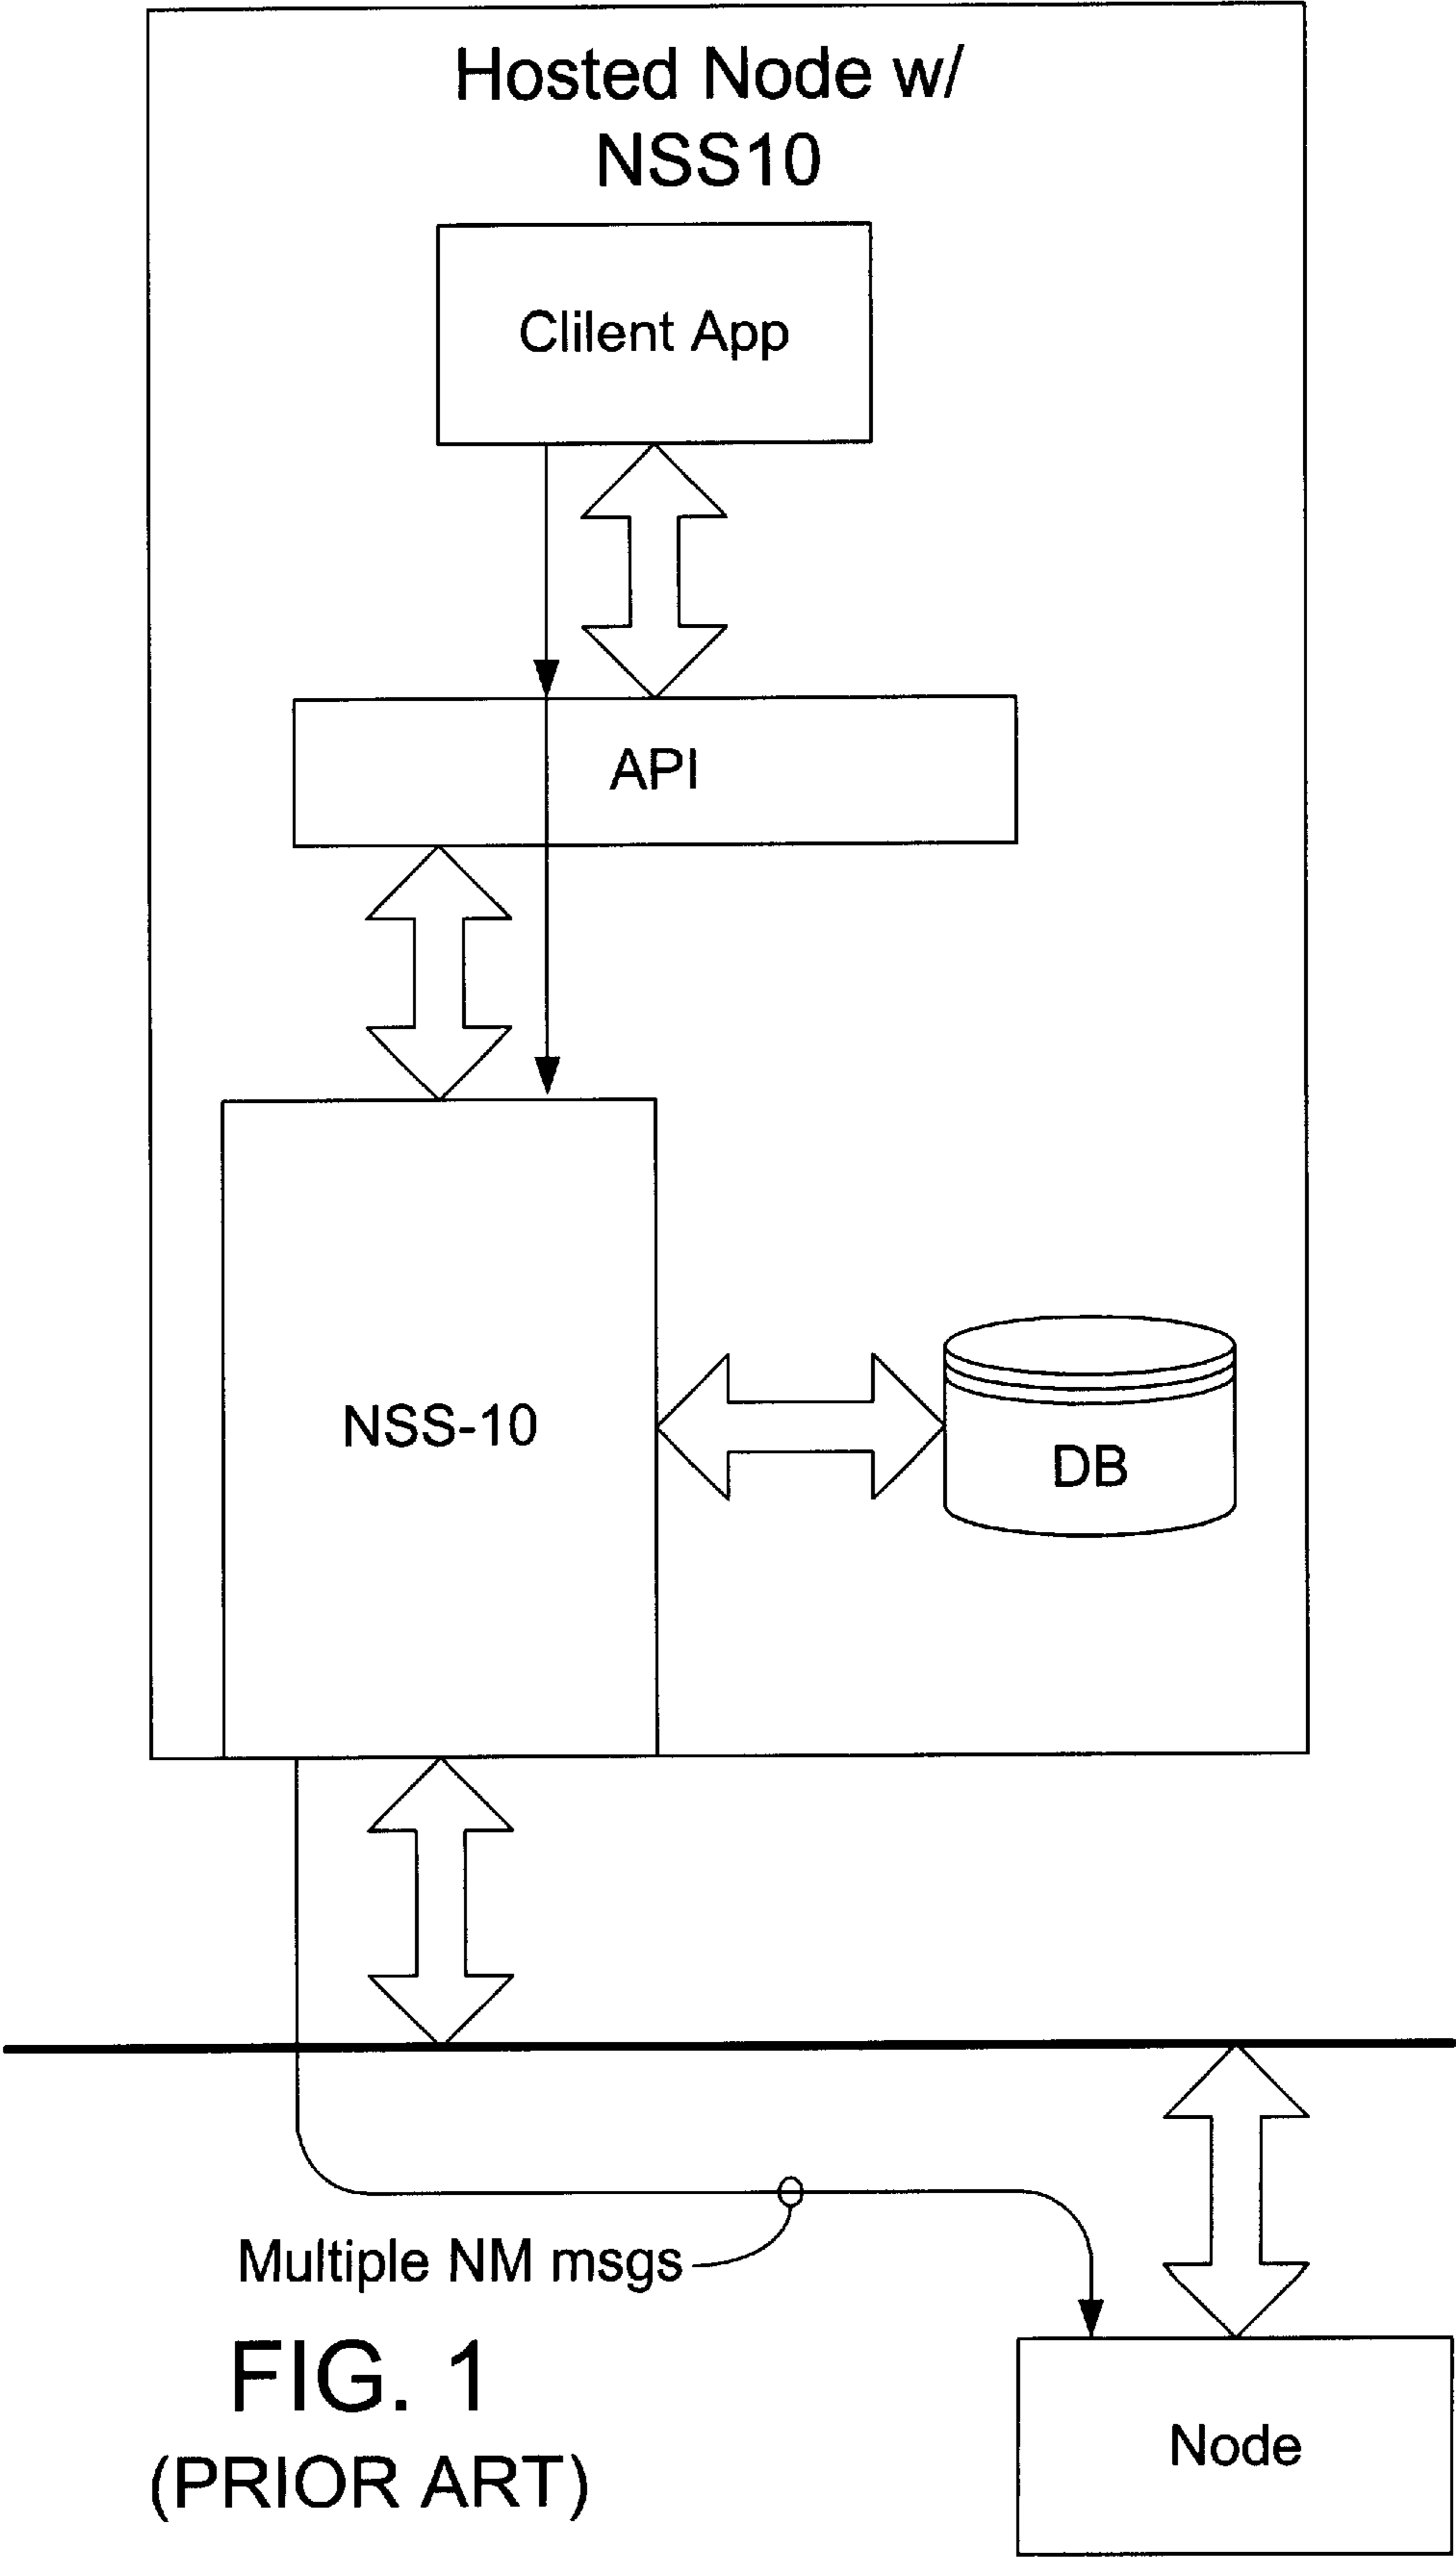 Hosted Node w/
NSS10
Clilent App
API
NSS-10
DB
Multiple NM msgs
FIG. 1
(PRIOR ART)
Node